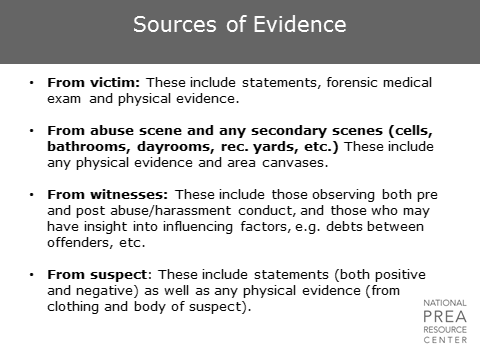 Sources of Evidence
• From victim: These include statements, forensic medical
exam and physical evidence.
• From abuse scene and any secondary scenes (cells,
bathrooms, dayrooms, rec. yards, etc.) These include
any physical evidence and area canvases.
• From witnesses: These include those observing both pre
and post abuse/harassment conduct, and those who may
have insight into influencing factors, e.g. debts between
offenders, etc.
• From suspect: These include statements (both positive
and negative) as well as any physical evidence (from
clothing and body of suspect).
NATIONAL
PREA
RESOURCE
CENTER